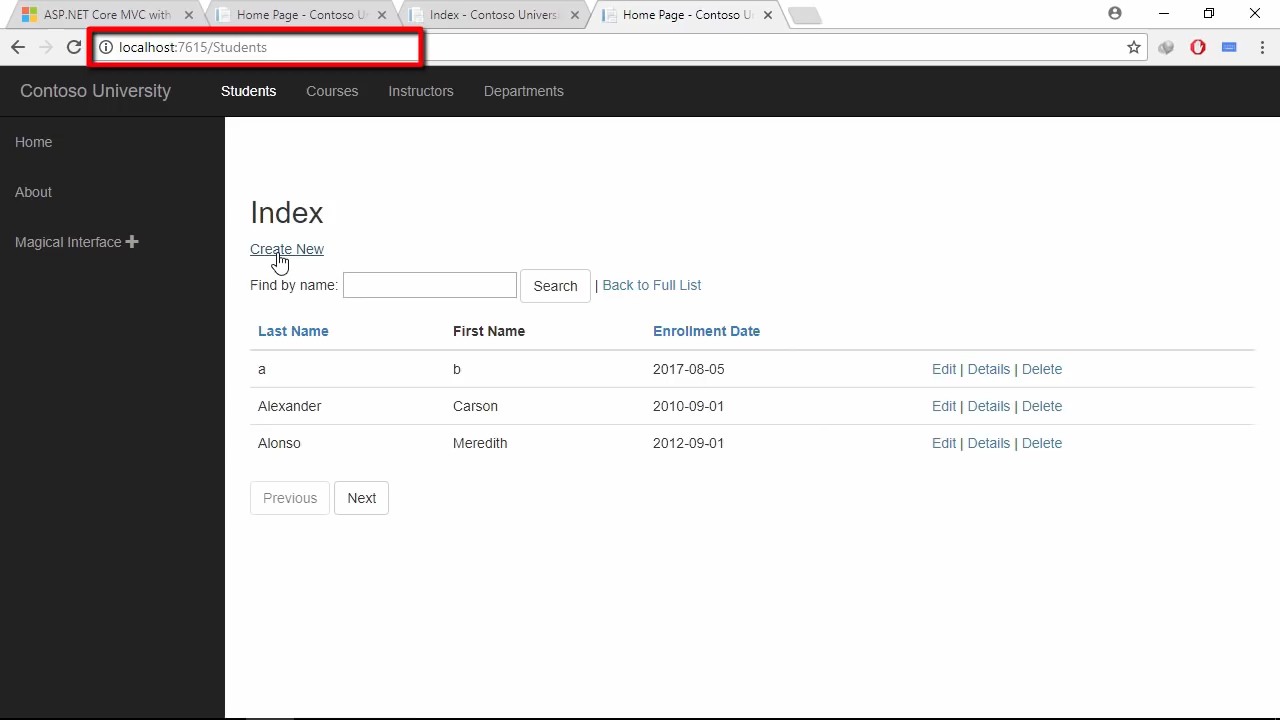 ASP.NET Core MVC with
Home Page - Contoso U
Index - Contoso Universi
Home Page - Contoso U
localhost:7615/Students
Contoso University Students Courses Instructors Departments
Home
About
Magical Interface
Index
Create New
Find by name: Search | Back to Full List
Last Name First Name Enrollment Date
a b 2017-08-05 Edit | Details | Delete
Alexander Carson 2010-09-01 Edit | Details | Delete
Alonso Meredith 2012-09-01 Edit | Details | Delete
Previous Next